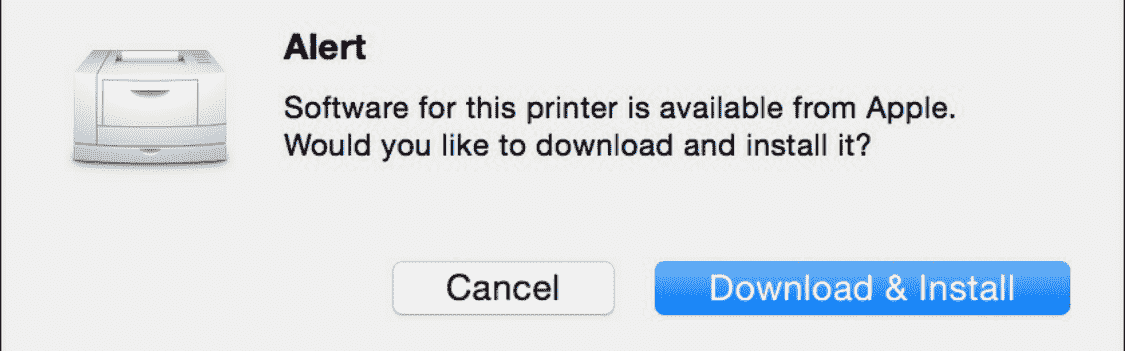 Alert
Software for this printer is available from Apple.
Would you like to download and install it?
Cancel
Download & Install